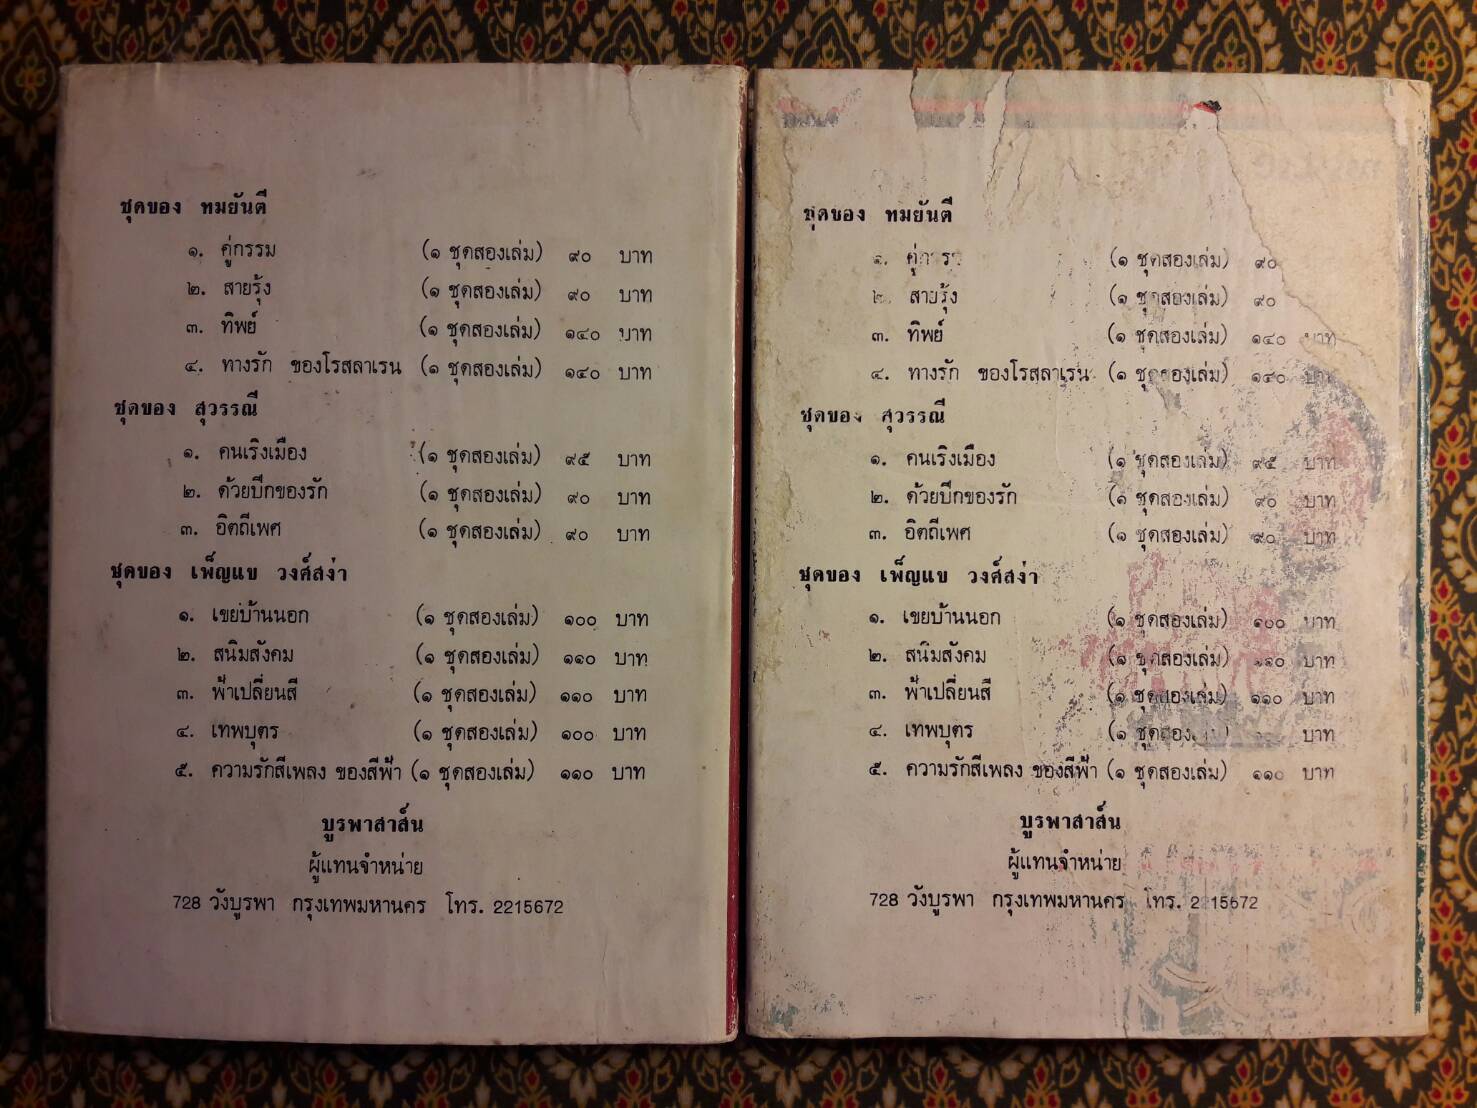 ชุดของ ทมยันตี
๑. คู่กรรม (๑ ชุดสองเล่ม) ๙๐ บาท
๒. สายรุ้ง (๑ ชุดสองเล่ม) ๙๐ บาท
๓. ทิพย์ (๑ ชุดสองเล่ม) ๑๔๐ บาท
๔. ทางรัก ของโรสลาเรน (๑ ชุดสองเล่ม) ๑๔๐ บาท
ชุดของ สุวรรณี
๑. คนเริงเมือง (๑ ชุดสองเล่ม) ๙๕ บาท
๒. ด้วยปีกของรัก (๑ ชุดสองเล่ม) ๙๐ บาท
๓. อิตถีเพศ (๑ ชุดสองเล่ม) ๙๐ บาท
ชุดของ เพ็ญแข วงศ์สง่า
๑. เขยบ้านนอก (๑ ชุดสองเล่ม) ๑๐๐ บาท
๒. สนิมสังคม (๑ ชุดสองเล่ม) ๑๑๐ บาท
๓. ฟ้าเปลี่ยนสี (๑ ชุดสองเล่ม) ๑๑๐ บาท
๔. เทพบุตร (๑ ชุดสองเล่ม) ๑๐๐ บาท
๕. ความรักสีเพลง ของสีฟ้า (๑ ชุดสองเล่ม) ๑๑๐ บาท
บูรพาสาส์น
ผู้แทนจำหน่าย
728 วังบูรพา กรุงเทพมหานคร โทร. 2215672
ชุดของ ทมยันตี
(๑ ชุดสองเล่ม) ๙๐
๒. สายรุ้ง (๑ ชุดสองเล่ม) ๙๐
๓. ทิพย์ (๑ ชุดสองเล่ม) ๑๔๐ บาท
๔. ทางรัก ของโรสลาเรน (๑ ชุดสองเล่ม) ๑๔๐ บาท
ชุดของ สุวรรณี
๑. คนเริงเมือง (๑ ชุดสองเล่ม) ๙๕ บาท
๒. ด้วยปีกของรัก (๑ ชุดสองเล่ม) ๙๐ บาท
๓. อิตถีเพศ (๑ ชุดสองเล่ม) ๙๐ บาท
ชุดของ เพ็ญแข วงศ์สง่า
๑. เขยบ้านนอก (๑ ชุดสองเล่ม) ๑๐๐ บาท
๒. สนิมสังคม (๑ ชุดสองเล่ม) ๑๑๐ บาท
๓. ฟ้าเปลี่ยนสี (๑ ชุดสองเล่ม) ๑๑๐ บาท
๔. เทพบุตร (๑ ชุดสองเล่ม) บาท
๕. ความรักสีเพลง ของสีฟ้า (๑ ชุดสองเล่ม) ๑๑๐ บาท
บูรพาสาส์น
ผู้แทนจำหน่าย
728 วังบูรพา กรุงเทพมหานคร โทร. 2215672